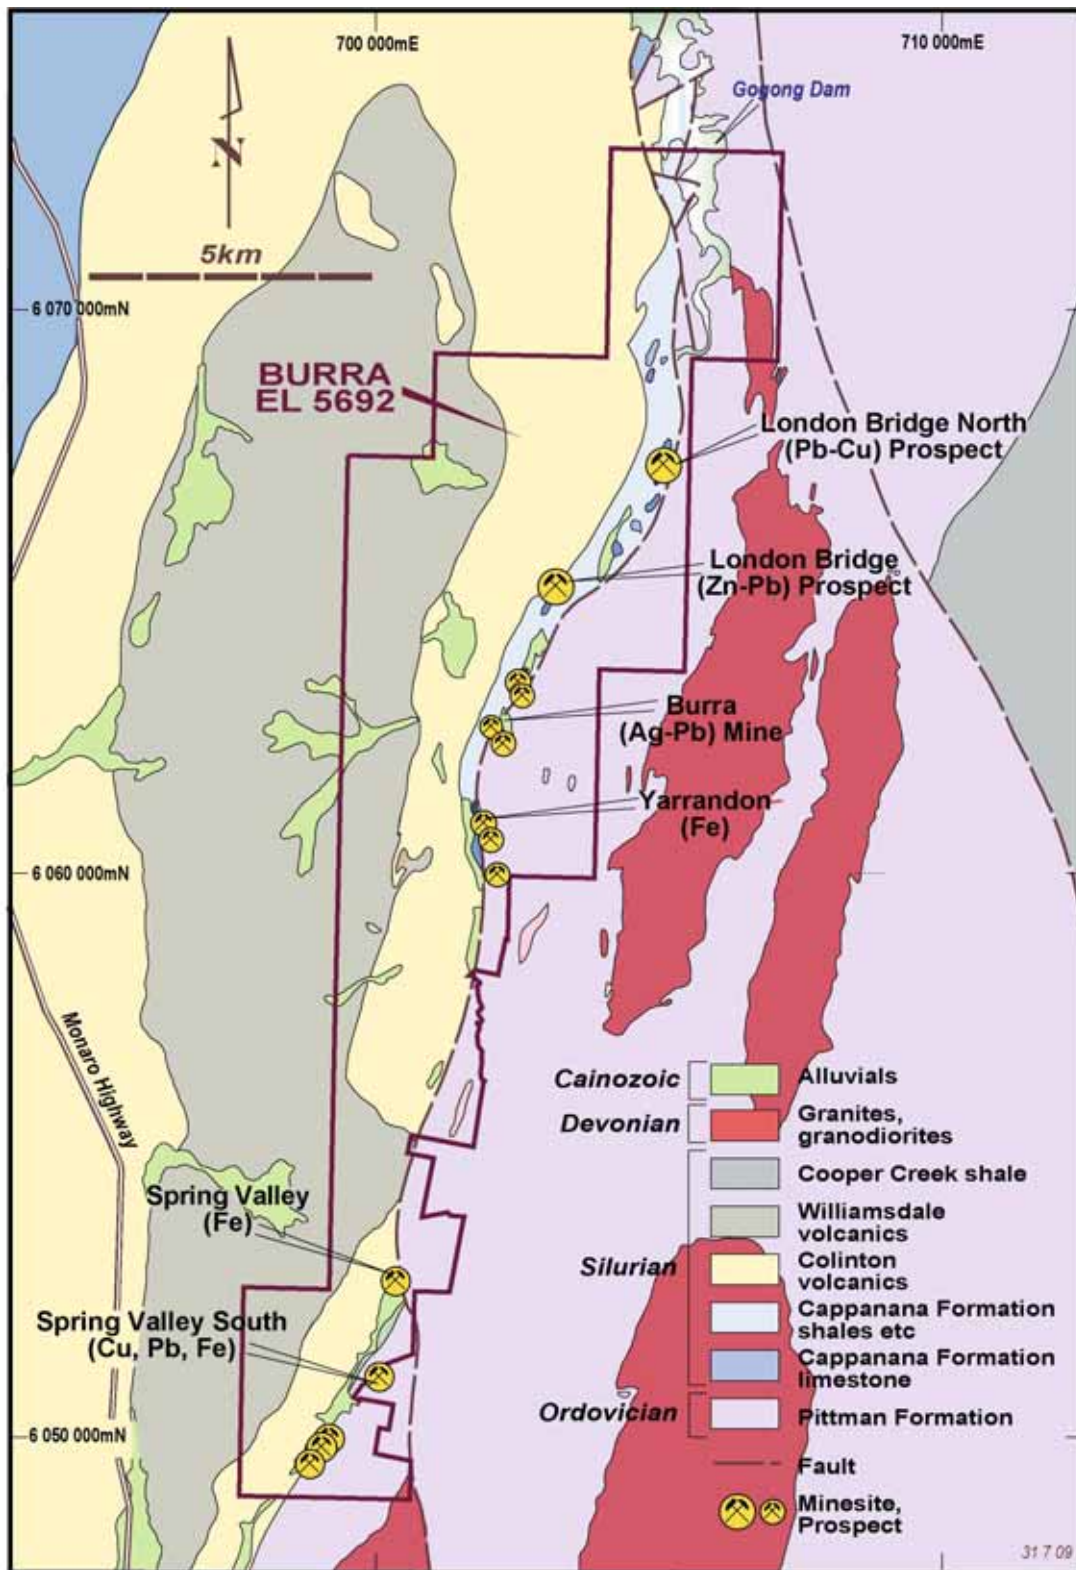 700 000mE
710 000mE
Gogong Dam
N
5km
6 070 000mN
BURRA
EL 5692
London Bridge North
(Pb-Cu) Prospect
London Bridge
(Zn-Pb) Prospect
Burra
(Ag-Pb) Mine
Yarrandon
(Fe)
6 060 000mN
Monaro Highway
Spring Valley
(Fe)
Spring Valley South
(Cu, Pb, Fe)
6 050 000mN
Cainozoic
Alluvials
Devonian
Granites,
granodiorites
Cooper Creek shale
Williamsdale
volcanics
Silurian
Colinton
volcanics
Cappanana Formation
shales etc
Cappanana Formation
limestone
Ordovician
Pittman Formation
Fault
Minesite,
Prospect
31 7 09